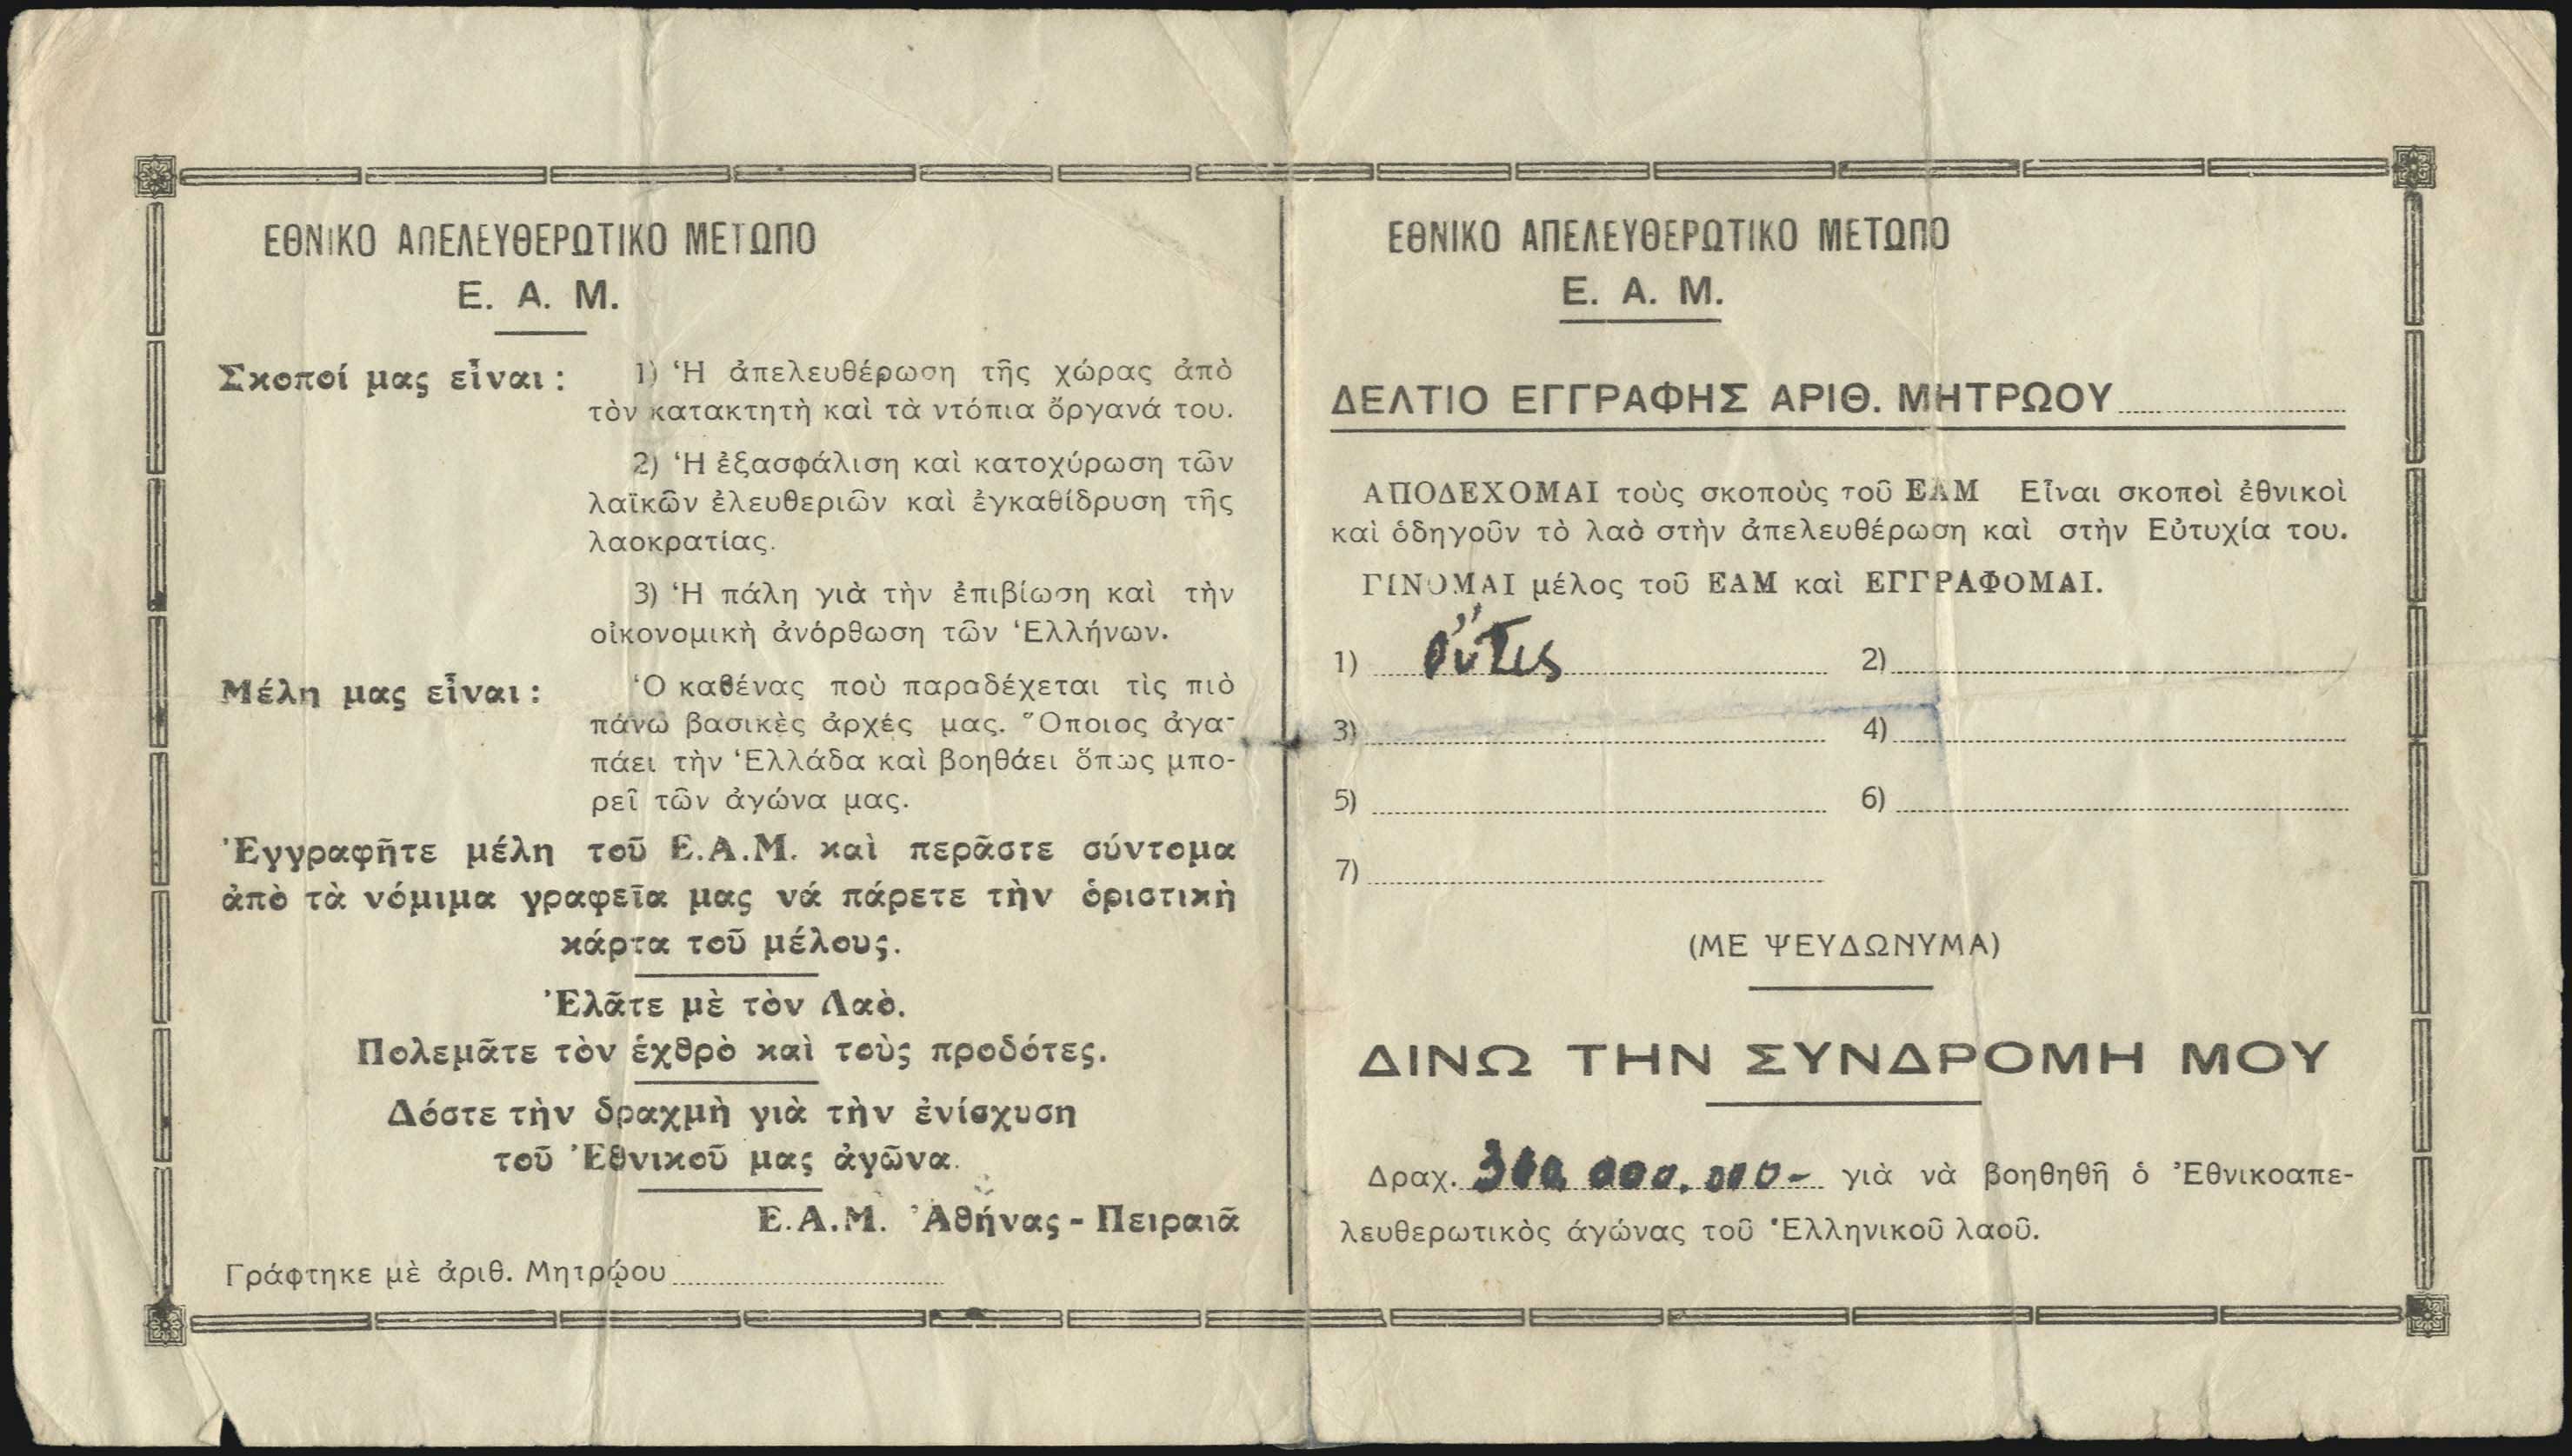 ΕΘΝΙΚΟ ΑΠΕΛΕΥΘΕΡΩΤΙΚΟ ΜΕΤΩΠΟ
Ε. Α. Μ.
Σκοποί μας εἶναι : 1) Ἡ ἀπελευθέρωση τῆς χώρας ἀπὸ
τὸν κατακτητὴ καὶ τὰ ντόπια ὄργανά του.
2) Ἡ ἐξασφάλιση καὶ κατοχύρωση τῶν
λαϊκῶν ἐλευθεριῶν καὶ ἐγκαθίδρυση τῆς
λαοκρατίας.
3) Ἡ πάλη γιὰ τὴν ἐπιβίωση καὶ τὴν
οἰκονομικὴ ἀνόρθωση τῶν Ἑλλήνων.
Μέλη μας εἶναι : Ὁ καθένας ποὺ παραδέχεται τὶς πιὸ
πάνω βασικὲς ἀρχές μας. Ὅποιος ἀγα-
πάει τὴν Ἑλλάδα καὶ βοηθάει ὅπως μπο-
ρεῖ τῶν ἀγώνα μας.
Ἐγγραφῆτε μέλη τοῦ Ε.Α.Μ. καὶ περᾶστε σύντομα
ἀπὸ τὰ νόμιμα γραφεῖα μας νά πάρετε τὴν ὁριστικὴ
κάρτα τοῦ μέλους.
Ἐλᾶτε μὲ τὸν Λαὸ.
Πολεμᾶτε τὸν ἐχθρὸ καὶ τοὺς προδότες.
Δόστε τὴν δραχμὴ γιὰ τὴν ἐνίσχυση
τοῦ Ἐθνικοῦ μας ἀγῶνα.
Ε.Α.Μ. Ἀθήνας - Πειραιᾶ
Γράφτηκε μὲ ἀριθ. Μητρῴου
ΕΘΝΙΚΟ ΑΠΕΛΕΥΘΕΡΩΤΙΚΟ ΜΕΤΩΠΟ
Ε. Α. Μ.
ΔΕΛΤΙΟ ΕΓΓΡΑΦΗΣ ΑΡΙΘ. ΜΗΤΡΩΟΥ
ΑΠΟΔΕΧΟΜΑΙ τοὺς σκοποὺς τοῦ ΕΑΜ Εἶναι σκοποὶ ἐθνικοὶ
καὶ ὁδηγοῦν τὸ λαὸ στὴν ἀπελευθέρωση καὶ στὴν Εὐτυχία του.
ΓΙΝΟΜΑΙ μέλος τοῦ ΕΑΜ καὶ ΕΓΓΡΑΦΟΜΑΙ.
1) Οὔτις 2)
3) 4)
5) 6)
7)
(ΜΕ ΨΕΥΔΩΝΥΜΑ)
ΔΙΝΩ ΤΗΝ ΣΥΝΔΡΟΜΗ ΜΟΥ
Δραχ. 300.000.000- γιὰ νὰ βοηθηθῆ ὁ Ἐθνικοαπε-
λευθερωτικὸς ἀγώνας τοῦ Ἑλληνικοῦ λαοῦ.